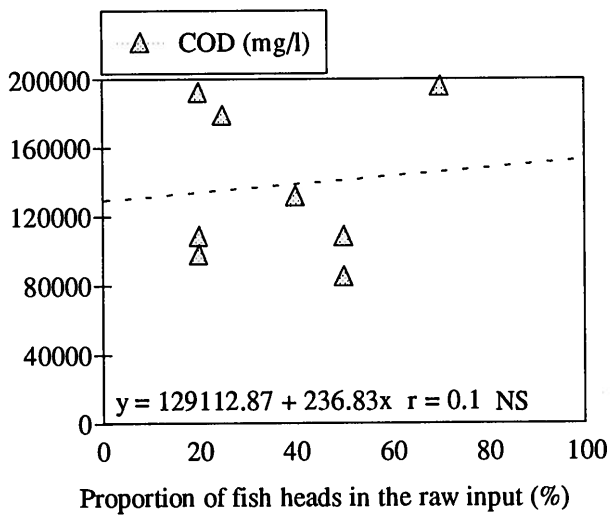 COD (mg/l)
200000
160000
120000
80000
40000
0
y = 129112.87 + 236.83x r = 0.1 NS
0 20 40 60 80 100
Proportion of fish heads in the raw input (%)